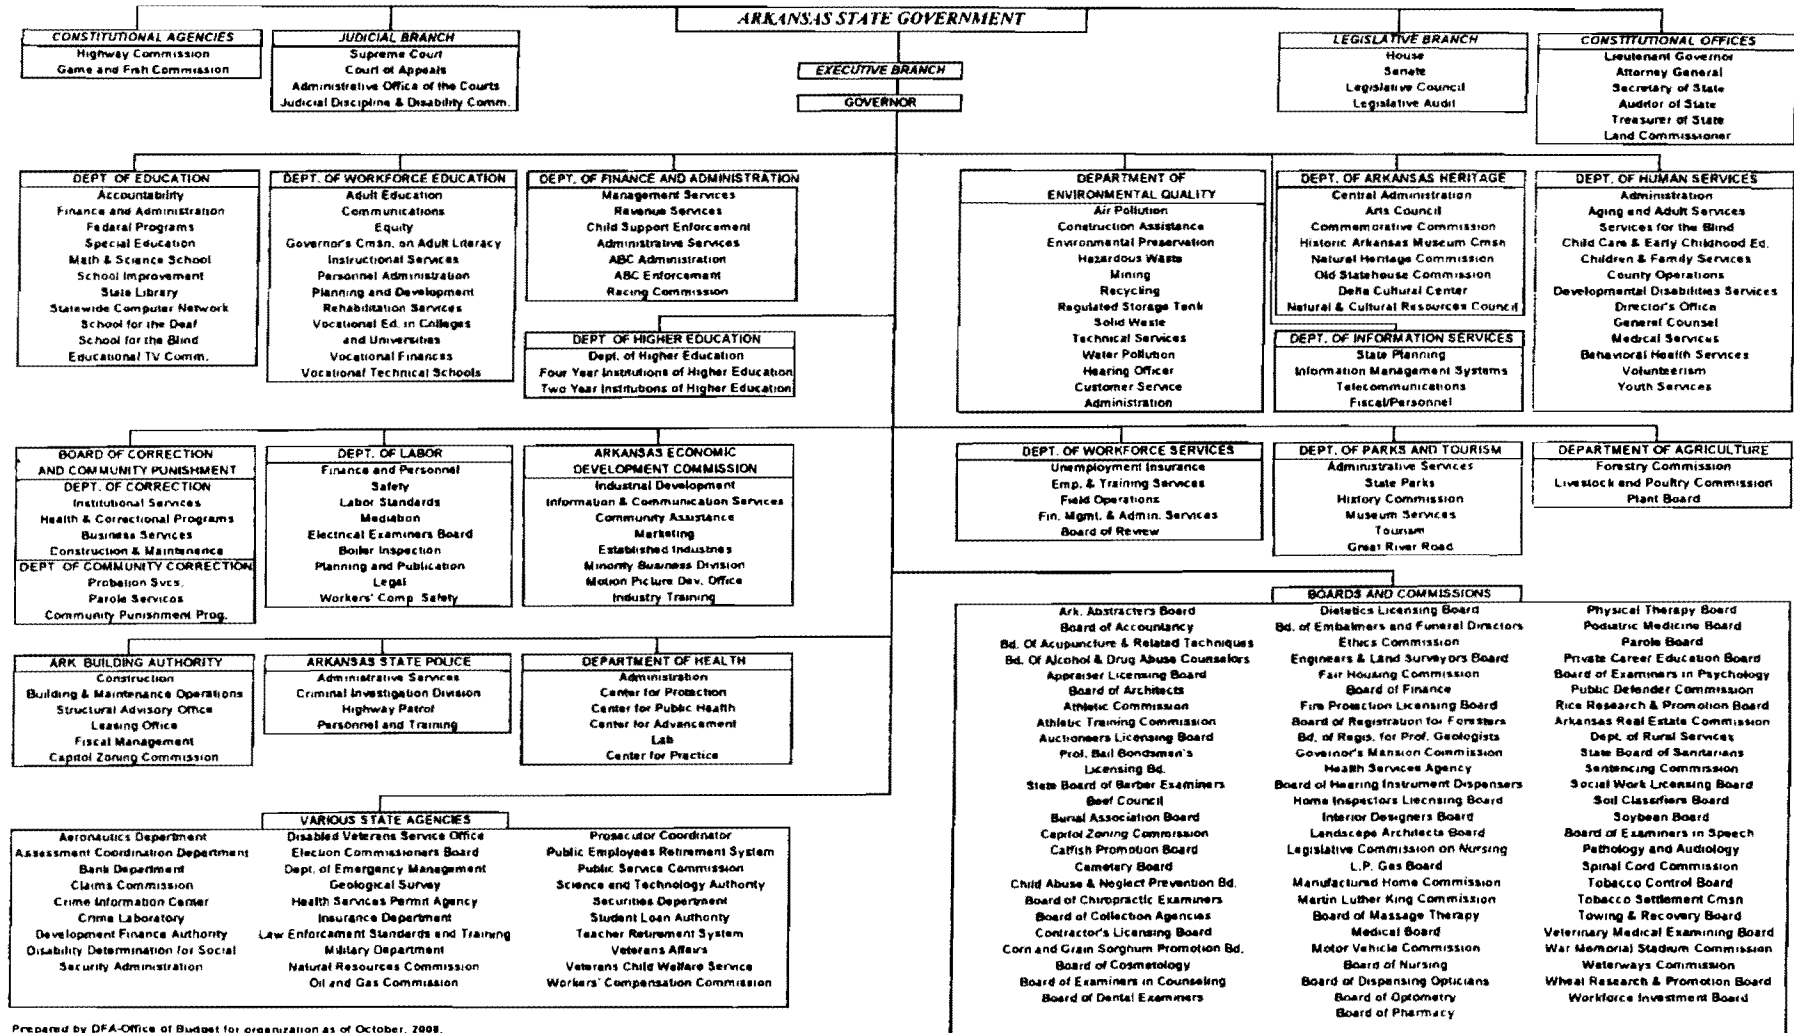 ARKANSAS STATE GOVERNMENT
CONSTITUTIONAL AGENCIES
Highway Commission
Game and Fish Commission
JUDICIAL BRANCH
Supreme Court
Court of Appeals
Administrative Office of the Courts
Judicial Discipline & Disability Comm.
EXECUTIVE BRANCH
GOVERNOR
LEGISLATIVE BRANCH
House
Senate
Legislative Council
Legislative Audit
CONSTITUTIONAL OFFICES
Lieutenant Governor
Attorney General
Secretary of State
Auditor of State
Treasurer of State
Land Commissioner
DEPT. OF EDUCATION
Accountability
Finance and Administration
Federal Programs
Special Education
Math & Science School
School Improvement
State Library
Statewide Computer Network
School for the Deaf
School for the Blind
Educational TV Comm.
DEPT. OF WORKFORCE EDUCATION
Adult Education
Communications
Equity
Governor's Cmsn. on Adult Literacy
Instructional Services
Personnel Administration
Planning and Development
Rehabilitation Services
Vocational Ed. in Colleges
and Universities
Vocational Finances
Vocational Technical Schools
DEPT. OF FINANCE AND ADMINISTRATION
Management Services
Revenue Services
Child Support Enforcement
Administrative Services
ABC Administration
ABC Enforcement
Racing Commission
DEPT OF HIGHER EDUCATION
Dept. of Higher Education
Four Year Institutions of Higher Education
Two Year Institutions of Higher Education
DEPARTMENT OF
ENVIRONMENTAL QUALITY
Air Pollution
Construction Assistance
Environmental Preservation
Hazardous Waste
Mining
Recycling
Regulated Storage Tank
Solid Waste
Technical Services
Water Pollution
Hearing Officer
Customer Service
Administration
DEPT. OF ARKANSAS HERITAGE
Central Administration
Arts Council
Commemorative Commission
Historic Arkansas Museum Cmsn
Natural Heritage Commission
Old Statehouse Commission
Delta Cultural Center
Natural & Cultural Resources Council
DEPT. OF INFORMATION SERVICES
State Planning
Information Management Systems
Telecommunications
Fiscal/Personnel
DEPT. OF HUMAN SERVICES
Administration
Aging and Adult Services
Services for the Blind
Child Care & Early Childhood Ed.
Children & Family Services
County Operations
Developmental Disabilities Services
Director's Office
General Counsel
Medical Services
Behavioral Health Services
Volunteerism
Youth Services
BOARD OF CORRECTION
AND COMMUNITY PUNISHMENT
DEPT. OF CORRECTION
Institutional Services
Health & Correctional Programs
Business Services
Construction & Maintenence
DEPT OF COMMUNITY CORRECTION
Probation Svcs.
Parole Services
Community Punishment Prog.
DEPT. OF LABOR
Finance and Personnel
Safety
Labor Standards
Mediation
Electrical Examiners Board
Boiler Inspection
Planning and Publication
Legal
Workers' Comp Safety
ARKANSAS ECONOMIC
DEVELOPMENT COMMISSION
Industrial Development
Information & Communication Services
Community Assistance
Marketing
Established Industries
Minority Business Division
Motion Picture Dev. Office
Industry Training
DEPT. OF WORKFORCE SERVICES
Unemployment Insurance
Emp. & Training Services
Field Operations
Fin. Mgmt. & Admin. Services
Board of Review
DEPT. OF PARKS AND TOURISM
Administrative Services
State Parks
History Commission
Museum Services
Tourism
Great River Road
DEPARTMENT OF AGRICULTURE
Forestry Commission
Livestock and Poultry Commission
Plant Board
ARK BUILDING AUTHORITY
Construction
Building & Maintenance Operations
Structural Advisory Office
Leasing Office
Fiscal Management
Capitol Zoning Commission
ARKANSAS STATE POLICE
Administrative Services
Criminal Investigation Division
Highway Patrol
Personnel and Training
DEPARTMENT OF HEALTH
Administration
Center for Protection
Center for Public Health
Center for Advancement
Lab
Center for Practice
BOARDS AND COMMISSIONS
Ark. Abstracters Board
Board of Accountancy
Bd. Of Acupuncture & Related Techniques
Bd. Of Alcohol & Drug Abuse Counselors
Appraiser Licensing Board
Board of Architects
Athletic Commission
Athletic Training Commission
Auctioneers Licensing Board
Prof. Bail Bondsman's
Licensing Bd.
State Board of Barber Examiners
Beef Council
Burial Association Board
Capitol Zoning Commission
Catfish Promotion Board
Cemetary Board
Child Abuse & Neglect Prevention Bd.
Board of Chiropractic Examiners
Board of Collection Agencies
Contractor's Licensing Board
Corn and Grain Sorghum Promotion Bd.
Board of Cosmetology
Board of Examiners in Counseling
Board of Dental Examiners
Dietetics Licensing Board
Bd. of Embalmers and Funeral Directors
Ethics Commission
Engineers & Land Surveyors Board
Fair Housing Commission
Board of Finance
Fire Protection Licensing Board
Board of Registration for Foresters
Bd. of Regis. for Prof. Geologists
Governor's Mansion Commission
Health Services Agency
Board of Hearing Instrument Dispensers
Home Inspectors Licensing Board
Interior Designers Board
Landscape Architects Board
Legislative Commission on Nursing
L.P. Gas Board
Manufactured Home Commission
Martin Luther King Commission
Board of Massage Therapy
Medical Board
Motor Vehicle Commission
Board of Nursing
Board of Dispensing Opticians
Board of Optometry
Board of Pharmacy
Physical Therapy Board
Podiatric Medicine Board
Parole Board
Private Career Education Board
Board of Examiners in Psychology
Public Defender Commission
Rice Research & Promotion Board
Arkansas Real Estate Commission
Dept. of Rural Services
State Board of Sanitarians
Sentencing Commission
Social Work Licensing Board
Soil Classifiers Board
Soybean Board
Board of Examiners in Speech
Pathology and Audiology
Spinal Cord Commission
Tobacco Control Board
Tobacco Settlement Cmsn
Towing & Recovery Board
Veterinary Medical Examining Board
War Memorial Stadium Commission
Waterways Commission
Wheat Research & Promotion Board
Workforce Investment Board
VARIOUS STATE AGENCIES
Aeronautics Department
Assessment Coordination Department
Bank Department
Claims Commission
Crime Information Center
Crime Laboratory
Development Finance Authority
Disability Determination for Social
Security Administration
Disabled Veterans Service Office
Election Commissioners Board
Dept. of Emergency Management
Geological Survey
Health Services Permit Agency
Insurance Department
Law Enforcement Standards and Training
Military Department
Natural Resources Commission
Oil and Gas Commission
Prosecutor Coordinator
Public Employees Retirement System
Public Service Commission
Science and Technology Authority
Securities Department
Student Loan Authority
Teacher Retirement System
Veterans Affairs
Veterans Child Welfare Service
Workers' Compensation Commission
Prepared by DFA-Office of Budget for organization as of October, 2008.